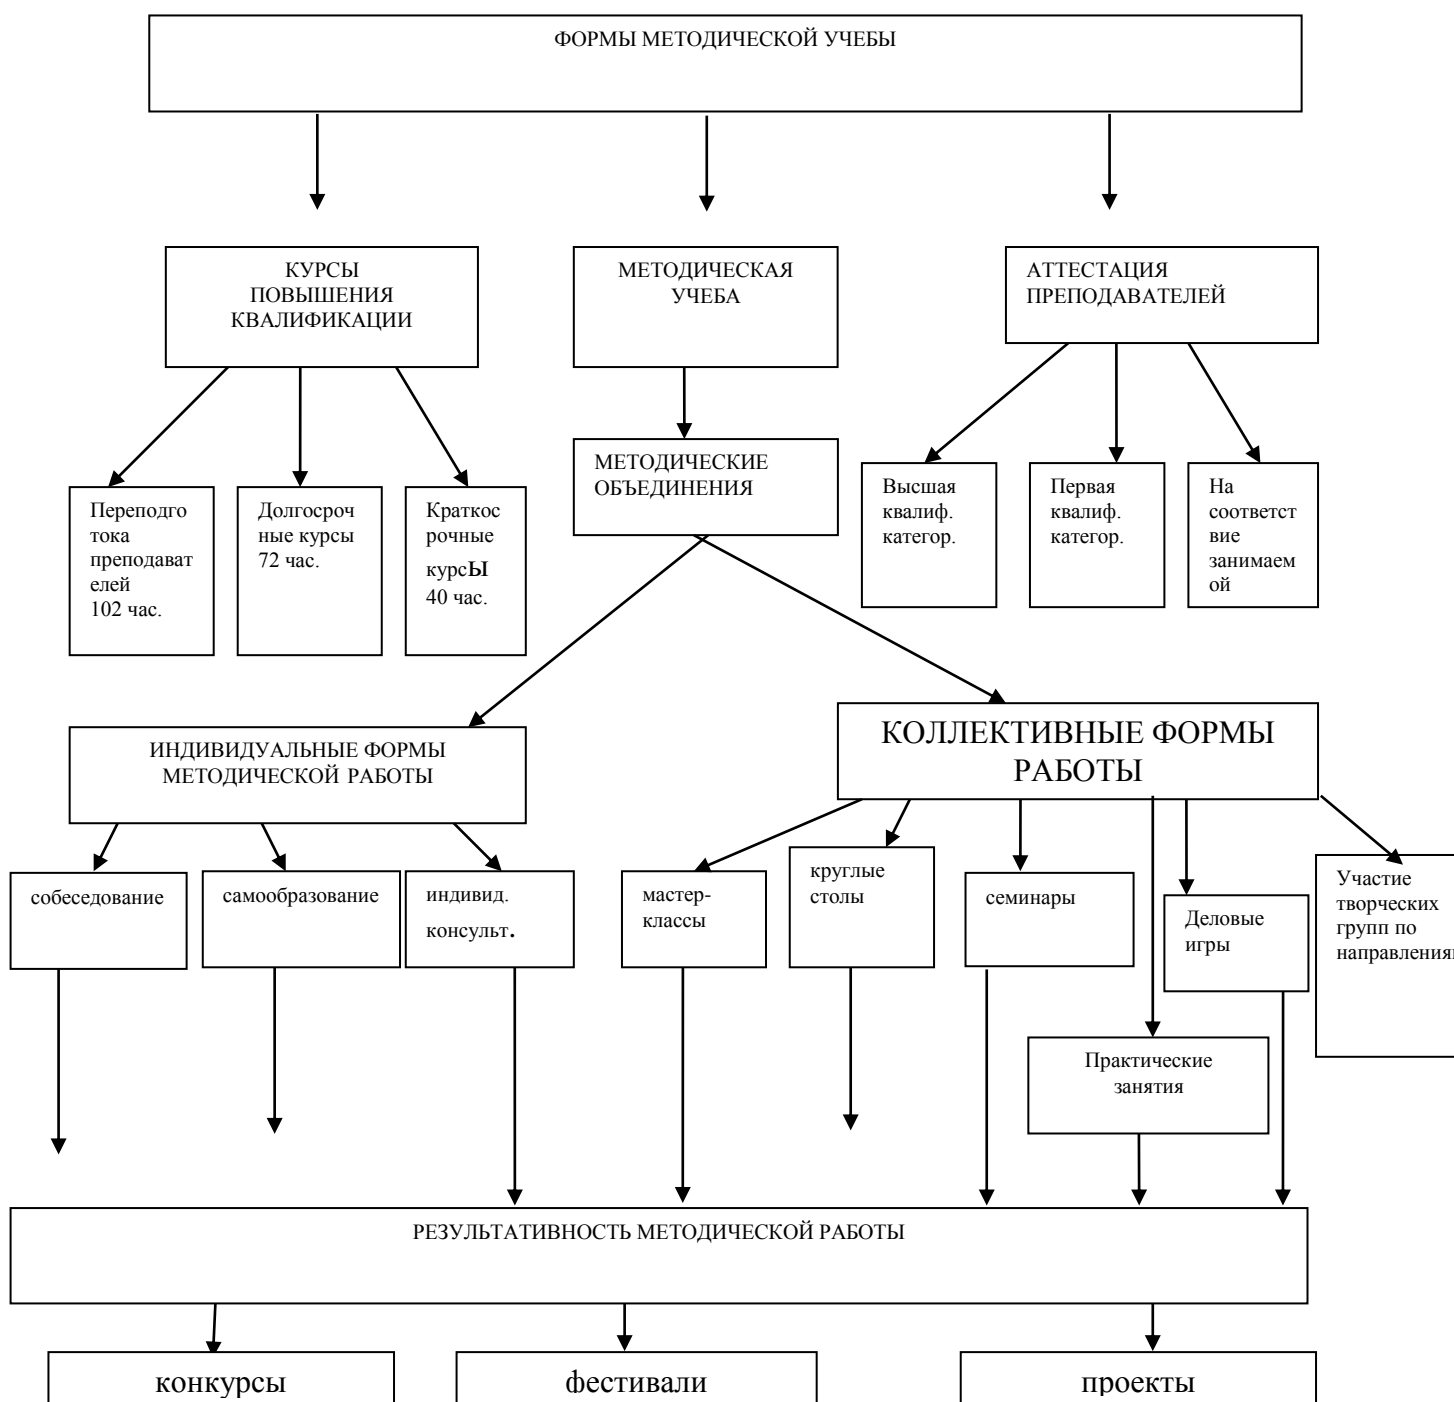 ФОРМЫ МЕТОДИЧЕСКОЙ УЧЕБЫ
КУРСЫ
ПОВЫШЕНИЯ
КВАЛИФИКАЦИИ
МЕТОДИЧЕСКАЯ
УЧЕБА
АТТЕСТАЦИЯ
ПРЕПОДАВАТЕЛЕЙ
МЕТОДИЧЕСКИЕ
ОБЪЕДИНЕНИЯ
Переподго
тока
преподават
елей
102 час.
Долгосроч
ные курсы
72 час.
Краткос
рочные
курсы
40 час.
Высшая
квалиф.
категор.
Первая
квалиф.
категор.
На
соответст
вие
занимаем
ой
ИНДИВИДУАЛЬНЫЕ ФОРМЫ
МЕТОДИЧЕСКОЙ РАБОТЫ
КОЛЛЕКТИВНЫЕ ФОРМЫ
РАБОТЫ
собеседование
самообразование
индивид.
консульт.
мастер-
классы
круглые
столы
семинары
Деловые
игры
Участие
творческих
групп по
направления
Практические
занятия
РЕЗУЛЬТАТИВНОСТЬ МЕТОДИЧЕСКОЙ РАБОТЫ
конкурсы
фестивали
проекты